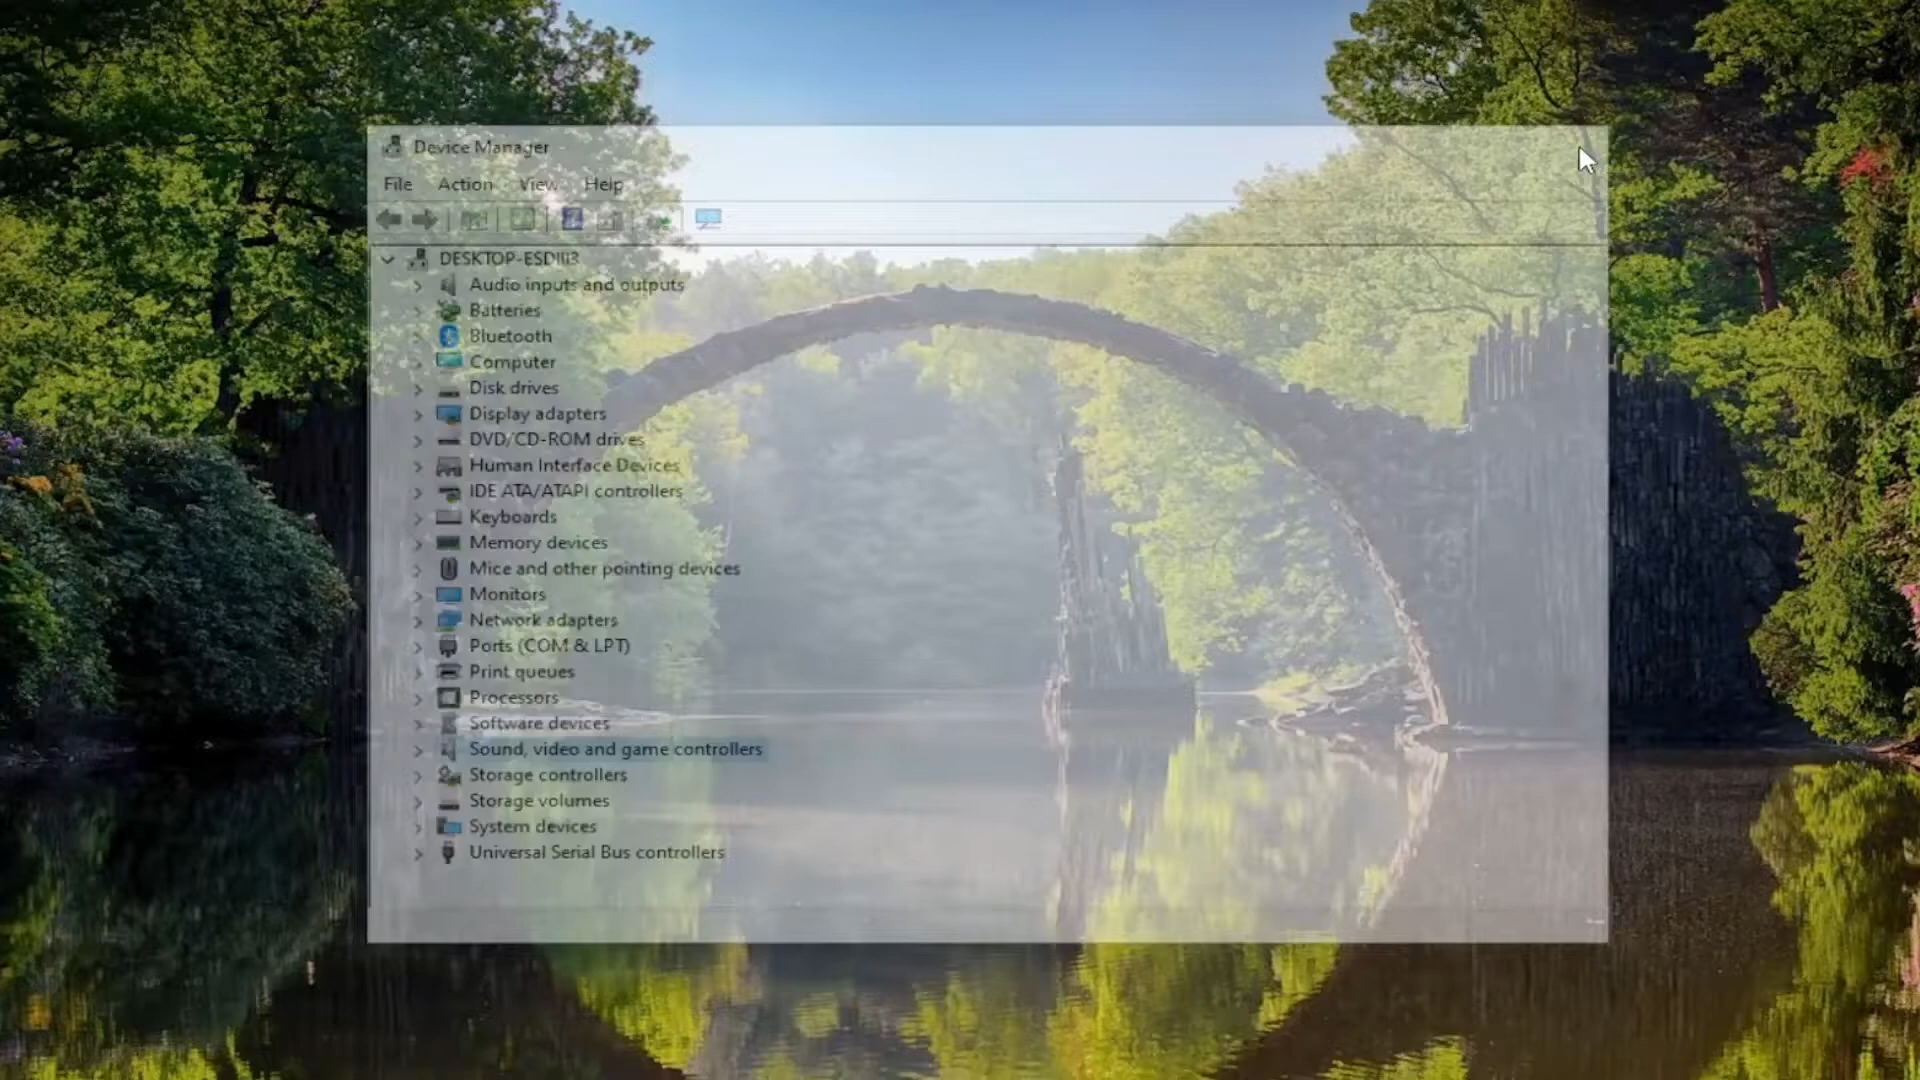 Device Manager
File Action View Help
Audio inputs and outputs
Batteries
Bluetooth
Computer
Disk drives
Display adapters
DVD/CD-ROM drives
Human Interface Devices
IDE ATA/ATAPI controllers
Keyboards
Memory devices
Mice and other pointing devices
Monitors
Network adapters
Ports (COM & LPT)
Print queues
Processors
Software devices
Sound, video and game controllers
Storage controllers
Storage volumes
System devices
Universal Serial Bus controllers